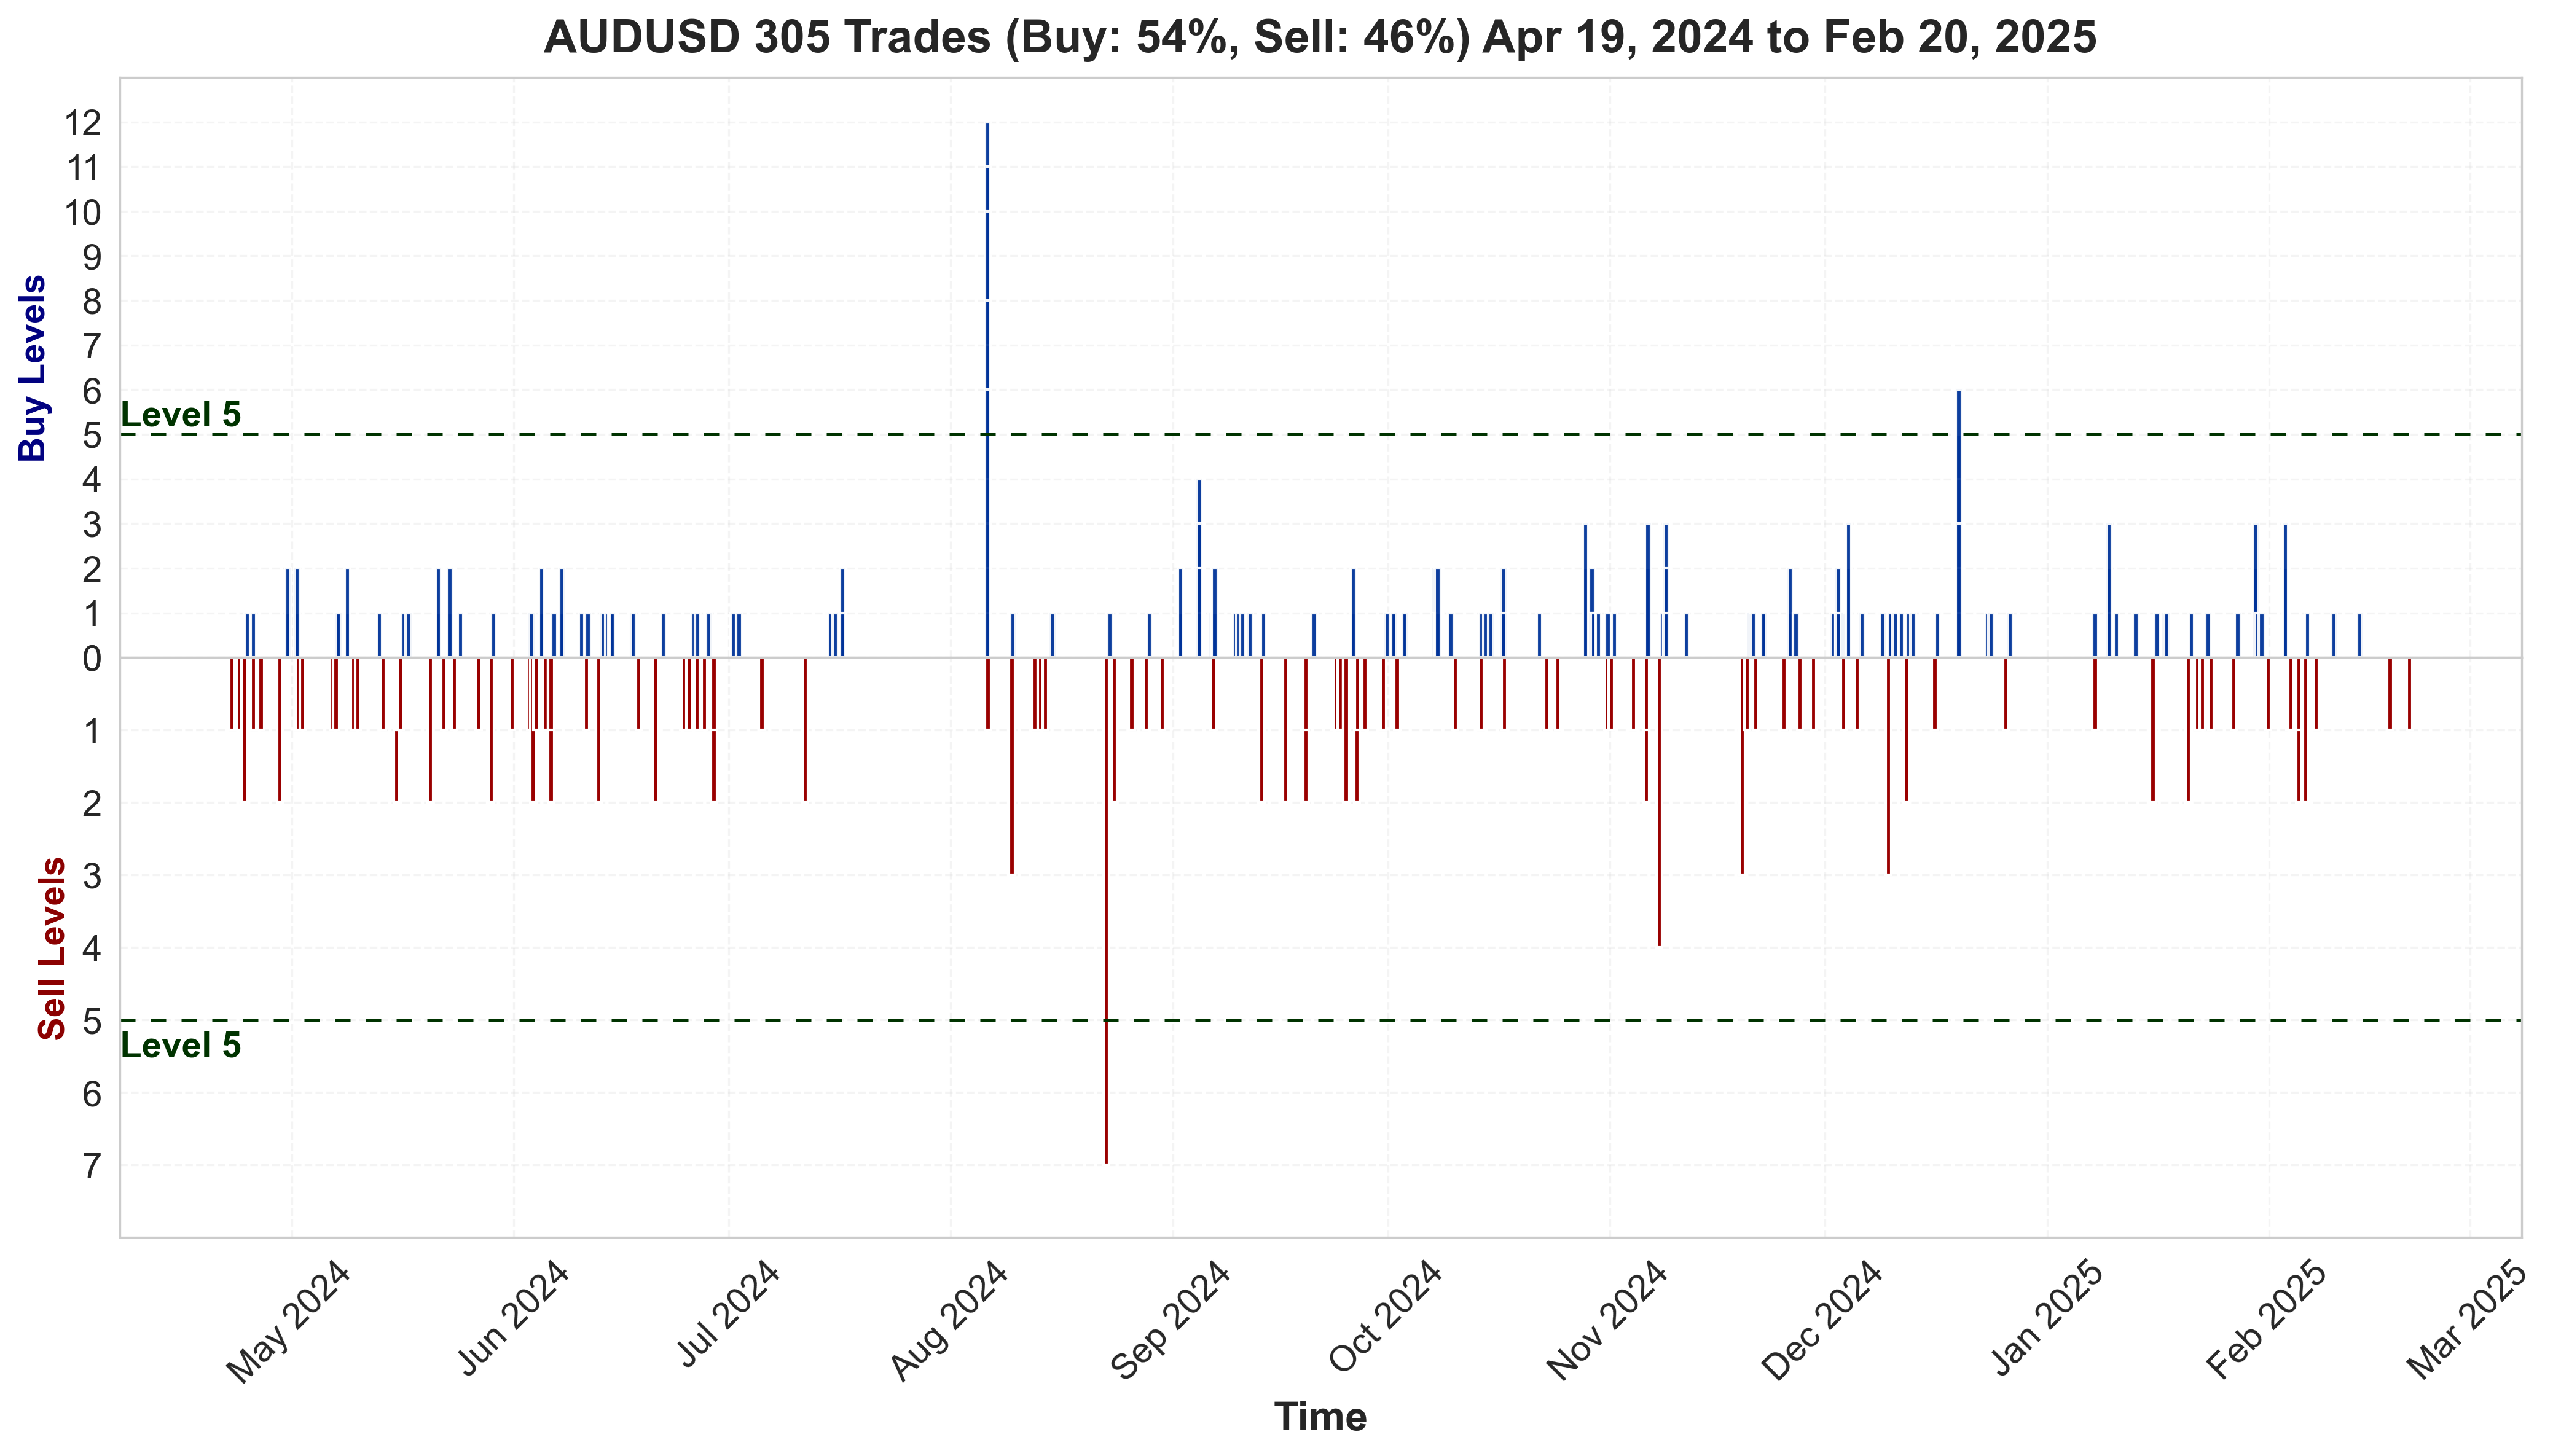 AUDUSD 305 Trades (Buy: 54%, Sell: 46%) Apr 19, 2024 to Feb 20, 2025
Buy Levels
12
11
10
9
8
7
6
Level 5
5
4
3
2
1
0
Sell Levels
1
2
3
4
5
Level 5
6
7
May 2024
Jun 2024
Jul 2024
Aug 2024
Sep 2024
Oct 2024
Nov 2024
Dec 2024
Jan 2025
Feb 2025
Mar 2025
Time